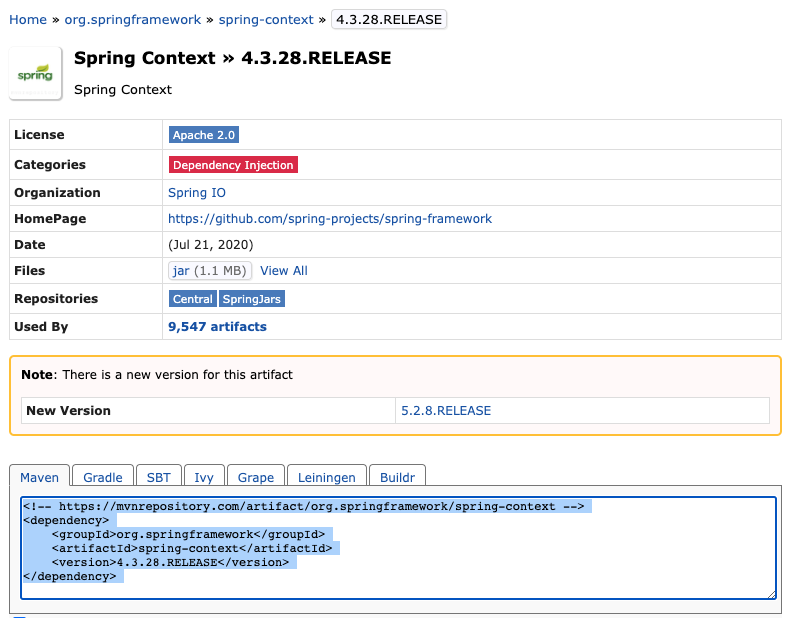 Home » org.springframework » spring-context » 4.3.28.RELEASE
spring
Spring Context » 4.3.28.RELEASE
Spring Context
License Apache 2.0
Categories Dependency Injection
Organization Spring IO
HomePage https://github.com/spring-projects/spring-framework
Date (Jul 21, 2020)
Files jar (1.1 MB) View All
Repositories Central SpringJars
Used By 9,547 artifacts
Note: There is a new version for this artifact
New Version 5.2.8.RELEASE
Maven Gradle SBT Ivy Grape Leiningen Buildr
<!-- https://mvnrepository.com/artifact/org.springframework/spring-context -->
<dependency>
    <groupId>org.springframework</groupId>
    <artifactId>spring-context</artifactId>
    <version>4.3.28.RELEASE</version>
</dependency>